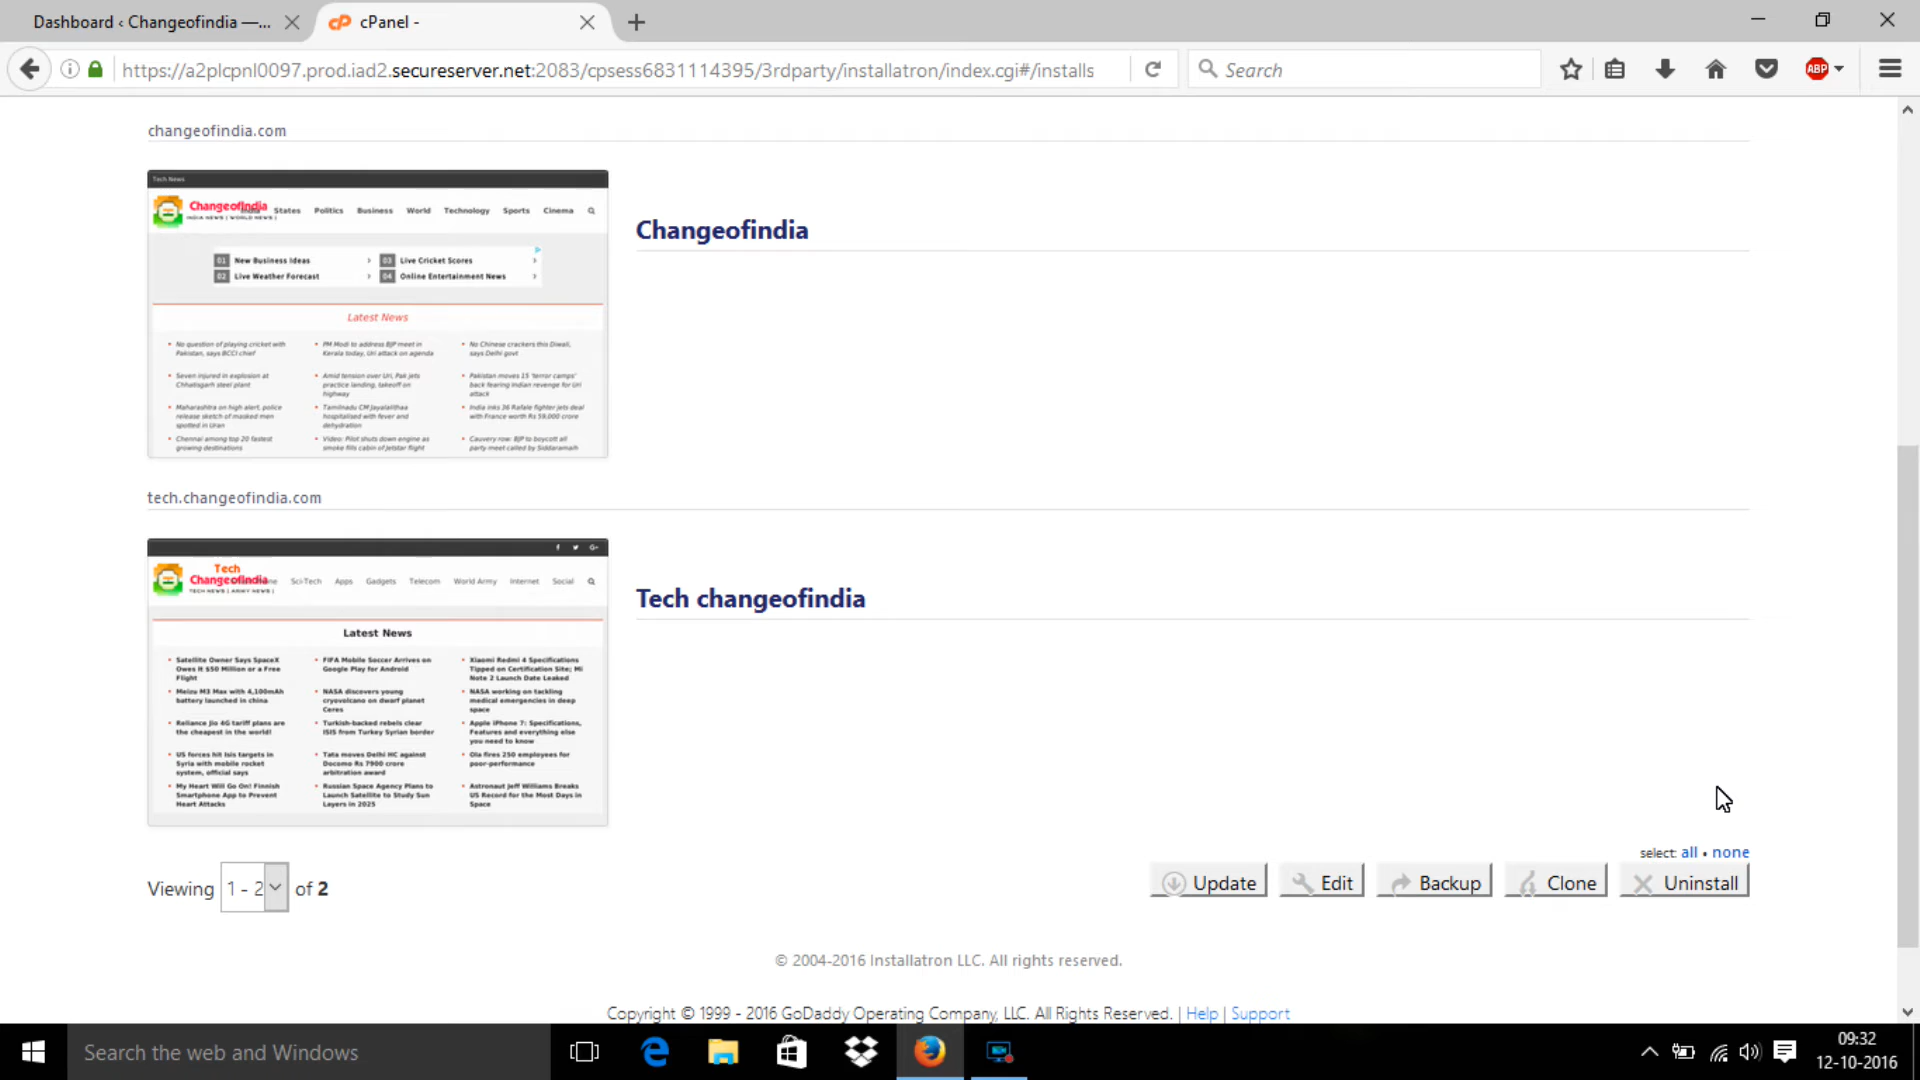 Dashboard ‹ Changeofindia —...
cPanel -
https://a2plcpnl0097.prod.iad2.secureserver.net:2083/cpsess6831114395/3rdparty/installatron/index.cgi#/installs
Search
ABP
changeofindia.com
Tech News
Changeofindia
INDIA NEWS | WORLD NEWS |
States Politics Business World Technology Sports Cinema
01 New Business Ideas 03 Live Cricket Scores
02 Live Weather Forecast 04 Online Entertainment News
Latest News
No question of playing cricket with Pakistan, says BCCI chief
PM Modi to address BJP meet in Kerala today, Uri attack on agenda
No Chinese crackers this Diwali, says Delhi govt
Seven injured in explosion at Chhatisgarh steel plant
Amid tension over Uri, Pak jets practice landing, takeoff on highway
Pakistan moves 15 'terror camps' back fearing Indian revenge for Uri attack
Maharashtra on high alert, police release sketch of masked men spotted in Uran
Tamilnadu CM Jayalalithaa hospitalised with fever and dehydration
India inks 36 Rafale fighter jets deal with France worth Rs 59,000 crore
Chennai among top 20 fastest growing destinations
Video: Pilot shuts down engine as smoke fills cabin of Jetstar flight
Cauvery row: BJP to boycott all party meet called by Siddaramaih
Changeofindia
tech.changeofindia.com
Tech
Changeofindia
TECH NEWS | ARMY NEWS |
Sci-Tech Apps Gadgets Telecom World Army Internet Social
Latest News
Satellite Owner Says SpaceX Owes it $50 Million or a Free Flight
FIFA Mobile Soccer Arrives on Google Play for Android
Xiaomi Redmi 4 Specifications Tipped on Certification Site; Mi Note 2 Launch Date Leaked
Meizu M3 Max with 4,100mAh battery launched in china
NASA discovers young cryovolcano on dwarf planet Ceres
NASA working on tackling medical emergencies in deep space
Reliance Jio 4G tariff plans are the cheapest in the world!
Turkish-backed rebels clear ISIS from Turkey Syrian border
Apple iPhone 7: Specifications, Features and everything else you need to know
US forces hit Isis targets in Syria with mobile rocket system, official says
Tata moves Delhi HC against Docomo Rs 7900 crore arbitration award
Ola fires 250 employees for poor-performance
My Heart Will Go On! Finnish Smartphone App to Prevent Heart Attacks
Russian Space Agency Plans to Launch Satellite to Study Sun Layers in 2025
Astronaut Jeff Williams Breaks US Record for the Most Days in Space
Tech changeofindia
select: all • none
Viewing 1 - 2 of 2
Update Edit Backup Clone Uninstall
© 2004-2016 Installatron LLC. All rights reserved.
Copyright © 1999 - 2016 GoDaddy Operating Company, LLC. All Rights Reserved. | Help | Support
Search the web and Windows
09:32
12-10-2016